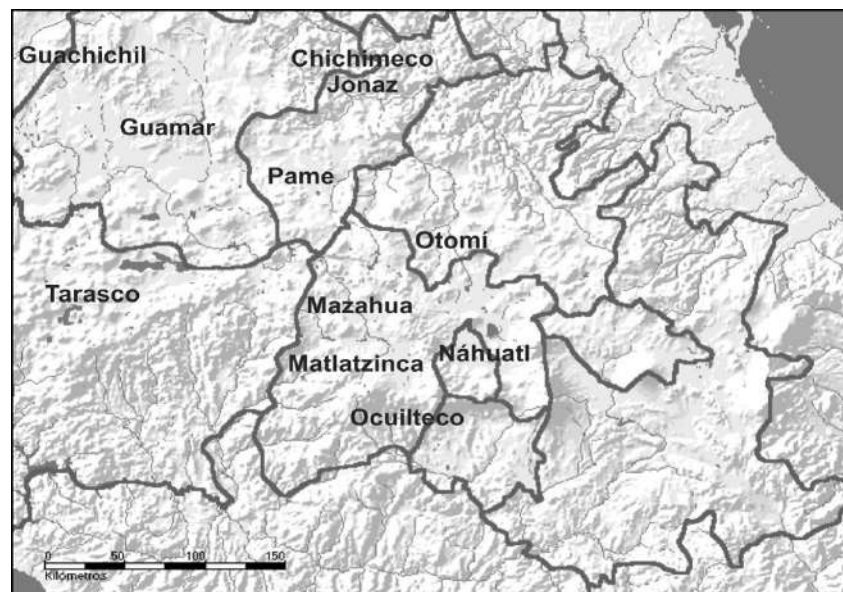 Guachichil
Chichimeco
Jonaz
Guamar
Pame
Otomí
Tarasco
Mazahua
Náhuatl
Matlatzinca
Ocuilteco
0 50 100 150
Kilómetros